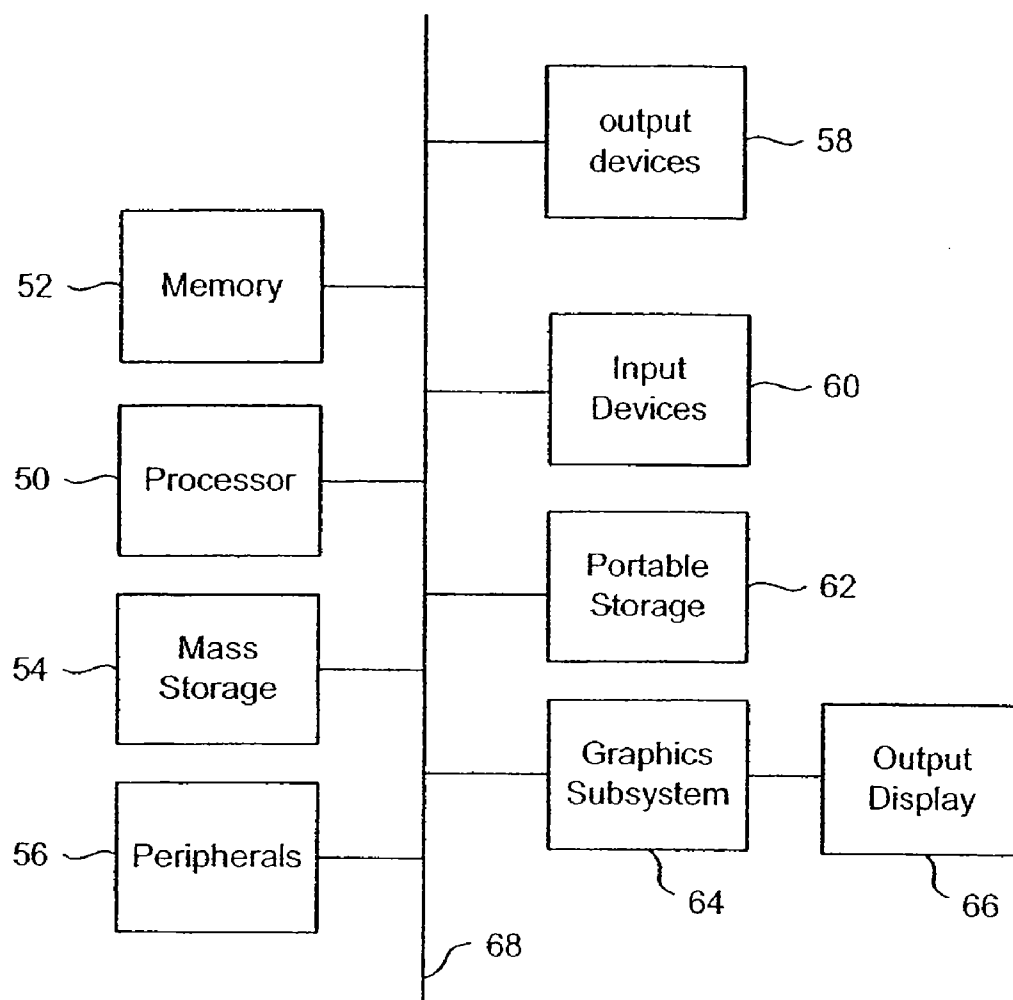 output
devices
58
52
Memory
Input
Devices
60
50
Processor
Portable
Storage
62
54
Mass
Storage
Graphics
Subsystem
Output
Display
56
Peripherals
64
66
68